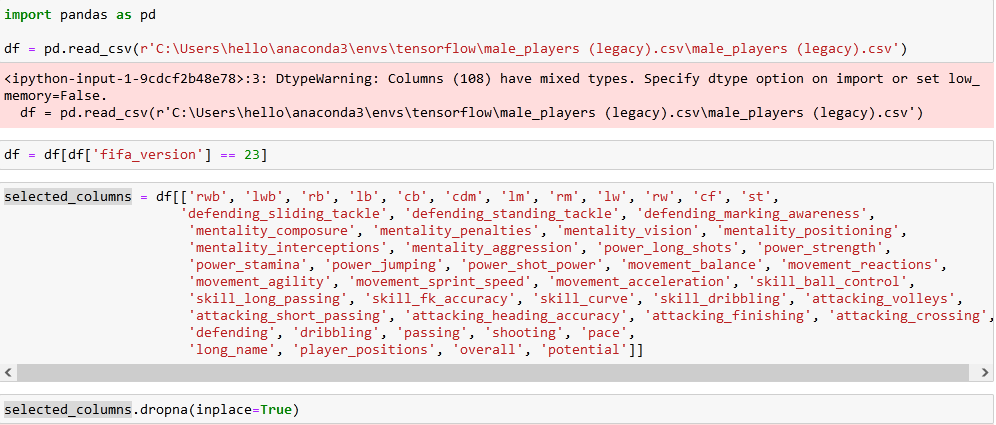 import pandas as pd
df = pd.read_csv(r'C:\Users\hello\anaconda3\envs\tensorflow\male_players (legacy).csv\male_players (legacy).csv')
<ipython-input-1-9cdcf2b48e78>:3: DtypeWarning: Columns (108) have mixed types. Specify dtype option on import or set low_
memory=False.
df = pd.read_csv(r'C:\Users\hello\anaconda3\envs\tensorflow\male_players (legacy).csv\male_players (legacy).csv')
df = df[df['fifa_version'] == 23]
selected_columns = df[['rwb', 'lwb', 'rb', 'lb', 'cb', 'cdm', 'lm', 'rm', 'lw', 'rw', 'cf', 'st',
'defending_sliding_tackle', 'defending_standing_tackle', 'defending_marking_awareness',
'mentality_composure', 'mentality_penalties', 'mentality_vision', 'mentality_positioning',
'mentality_interceptions', 'mentality_aggression', 'power_long_shots', 'power_strength',
'power_stamina', 'power_jumping', 'power_shot_power', 'movement_balance', 'movement_reactions',
'movement_agility', 'movement_sprint_speed', 'movement_acceleration', 'skill_ball_control',
'skill_long_passing', 'skill_fk_accuracy', 'skill_curve', 'skill_dribbling', 'attacking_volleys',
'attacking_short_passing', 'attacking_heading_accuracy', 'attacking_finishing', 'attacking_crossing',
'defending', 'dribbling', 'passing', 'shooting', 'pace',
'long_name', 'player_positions', 'overall', 'potential']]
selected_columns.dropna(inplace=True)